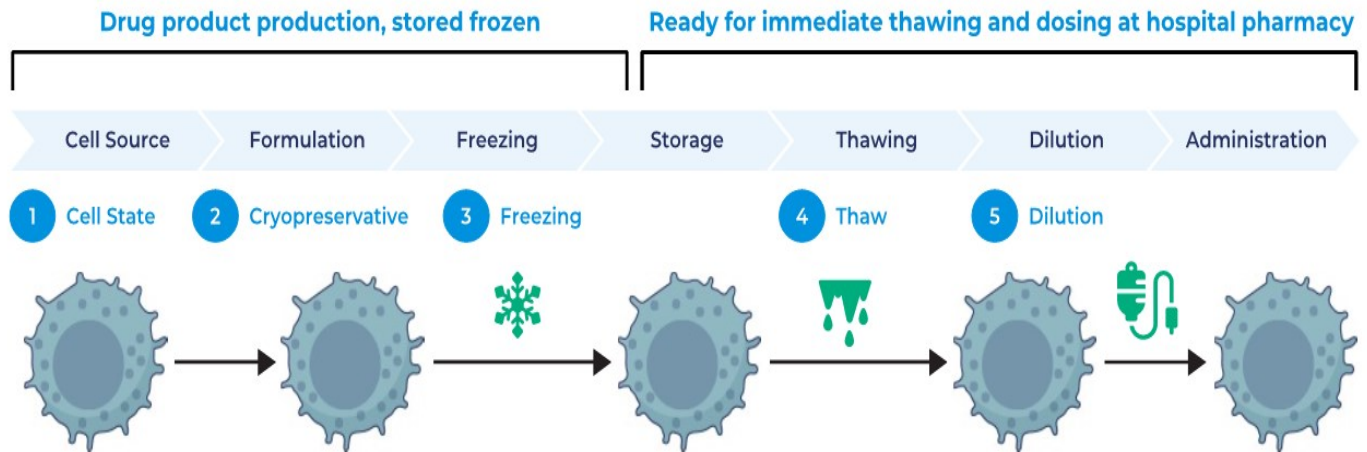 Drug product production, stored frozen
Ready for immediate thawing and dosing at hospital pharmacy
Cell Source
Formulation
Freezing
Storage
Thawing
Dilution
Administration
1 Cell State
2 Cryopreservative
3 Freezing
4 Thaw
5 Dilution